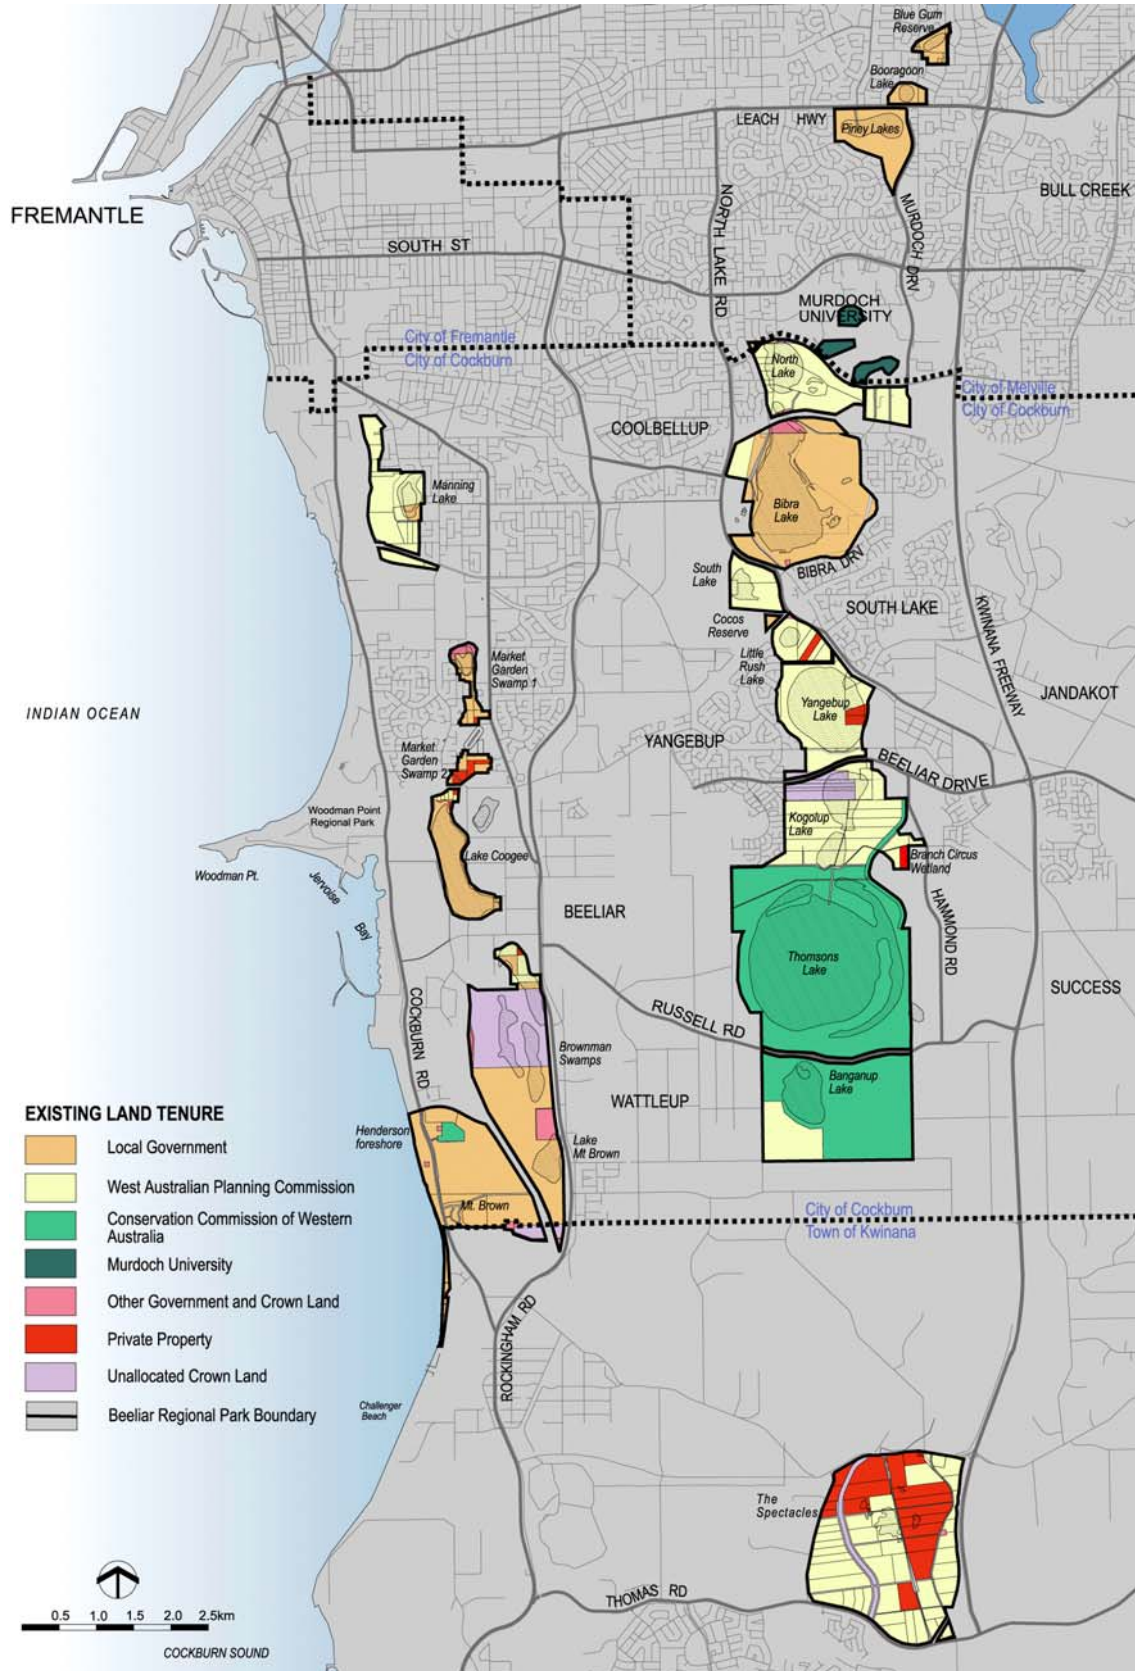 Blue Gum
Reserve
Booragoon
Lake
LEACH HWY
Piney Lakes
BULL CREEK
FREMANTLE
NORTH LAKE RD
MURDOCH DRV
SOUTH ST
MURDOCH
UNIVERSITY
City of Fremantle
City of Cockburn
North
Lake
City of Melville
City of Cockburn
COOLBELLUP
Manning
Lake
Bibra
Lake
BIBRA DRV
South
Lake
SOUTH LAKE
Cocos
Reserve
KWINANA FREEWAY
Market
Garden
Swamp 1
Little
Rush
Lake
JANDAKOT
INDIAN OCEAN
Yangebup
Lake
YANGEBUP
Market
Garden
Swamp 2
BEELIAR DRIVE
Woodman Point
Regional Park
Kogolup
Lake
Lake Coogee
Branch Circus
Wetland
Woodman Pt.
Jervoise
Bay
BEELIAR
HAMMOND RD
Thomsons
Lake
SUCCESS
COCKBURN RD
RUSSELL RD
Brownman
Swamps
Banganup
Lake
WATTLEUP
EXISTING LAND TENURE
Local Government
West Australian Planning Commission
Conservation Commission of Western
Australia
Murdoch University
Other Government and Crown Land
Private Property
Unallocated Crown Land
Beeliar Regional Park Boundary
Henderson
foreshore
Lake
Mt Brown
Mt. Brown
City of Cockburn
Town of Kwinana
ROCKINGHAM RD
Challenger
Beach
The
Spectacles
THOMAS RD
0.5 1.0 1.5 2.0 2.5km
COCKBURN SOUND